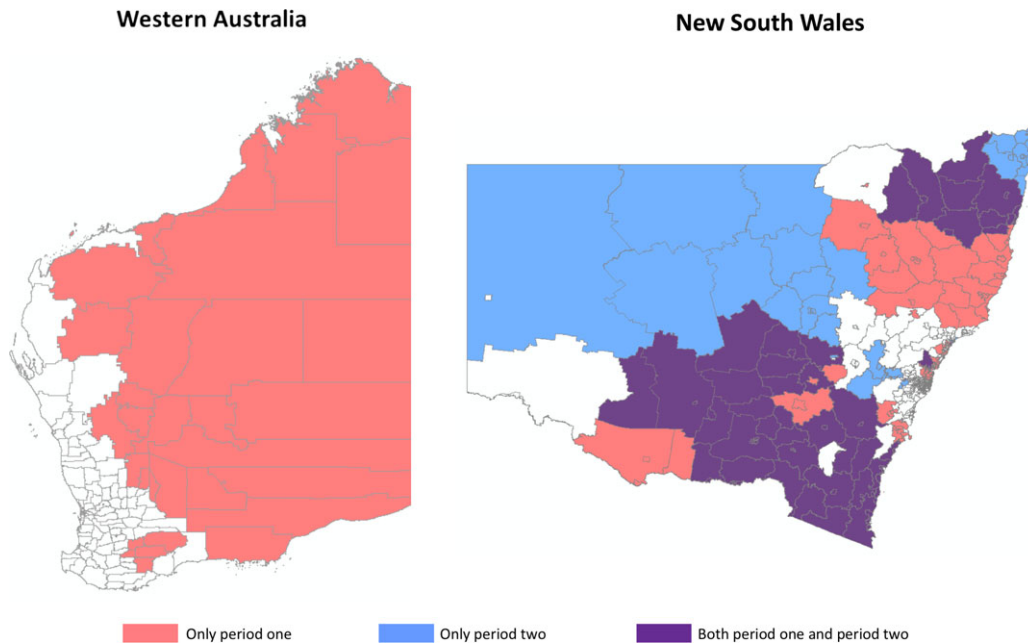 Western Australia
New South Wales
Only period one
Only period two
Both period one and period two